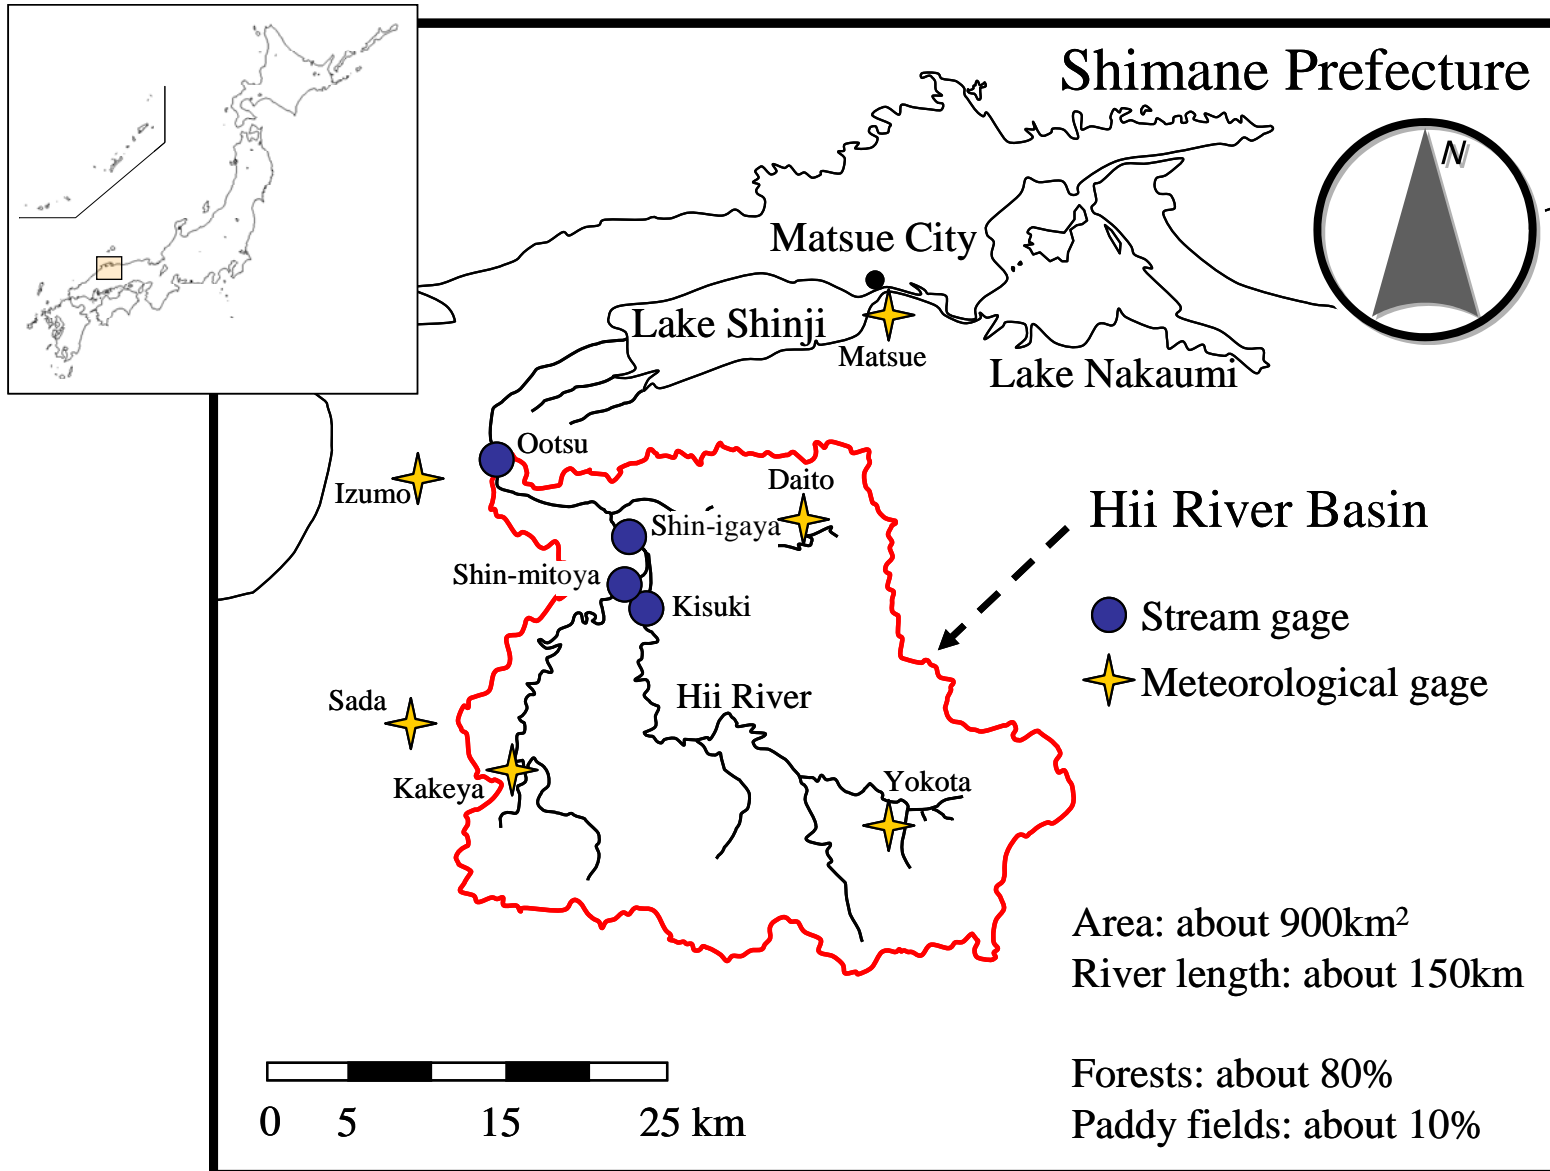 Shimane Prefecture
N
Matsue City
Lake Shinji
Matsue
Lake Nakaumi
Ootsu
Izumo
Daito
Shin-igaya
Hii River Basin
Shin-mitoya
Kisuki
Stream gage
Meteorological gage
Sada
Hii River
Kakeya
Yokota
Area: about 900km²
River length: about 150km
Forests: about 80%
Paddy fields: about 10%
0 5 15 25 km